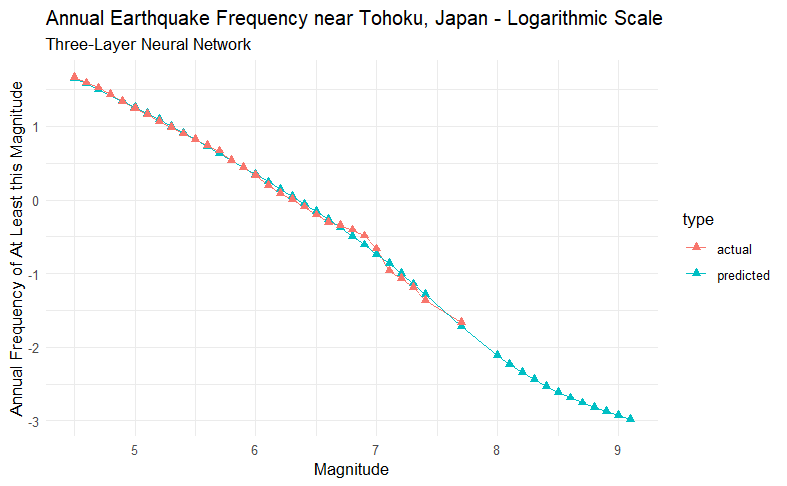 Annual Earthquake Frequency near Tohoku, Japan - Logarithmic Scale
Three-Layer Neural Network
Annual Frequency of At Least this Magnitude
1
0
-1
-2
-3
5
6
7
8
9
Magnitude
type
actual
predicted